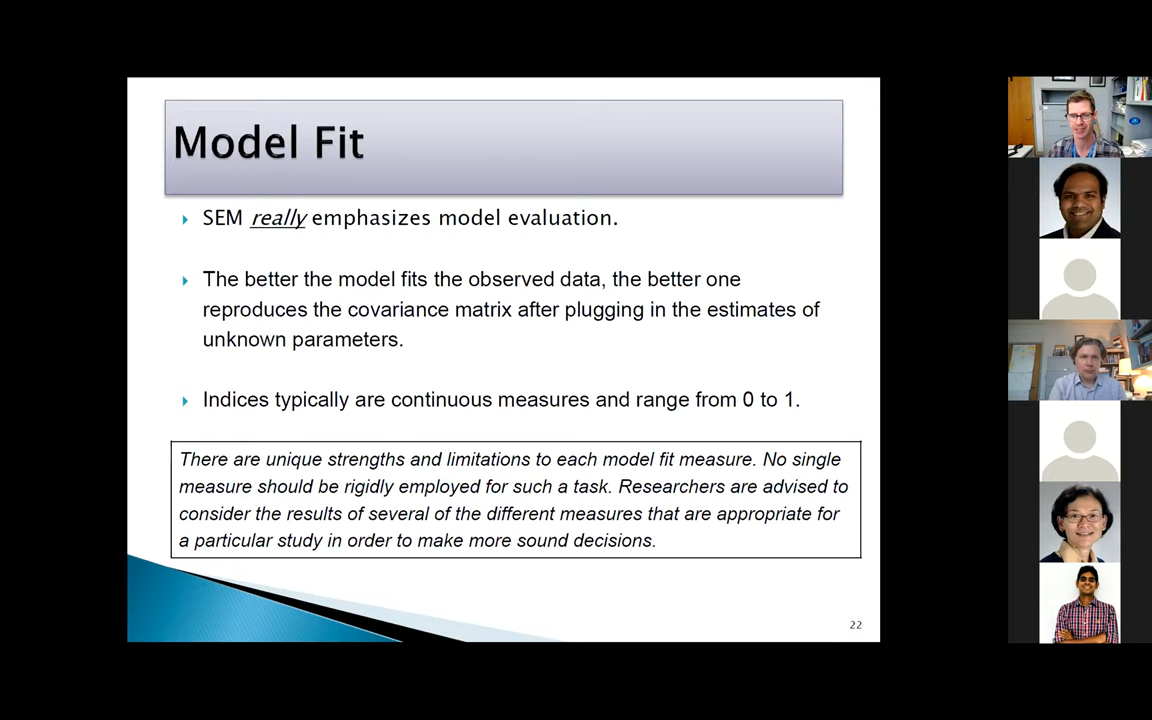 Model Fit
SEM really emphasizes model evaluation.
The better the model fits the observed data, the better one
reproduces the covariance matrix after plugging in the estimates of
unknown parameters.
Indices typically are continuous measures and range from 0 to 1.
There are unique strengths and limitations to each model fit measure. No single
measure should be rigidly employed for such a task. Researchers are advised to
consider the results of several of the different measures that are appropriate for
a particular study in order to make more sound decisions.
22